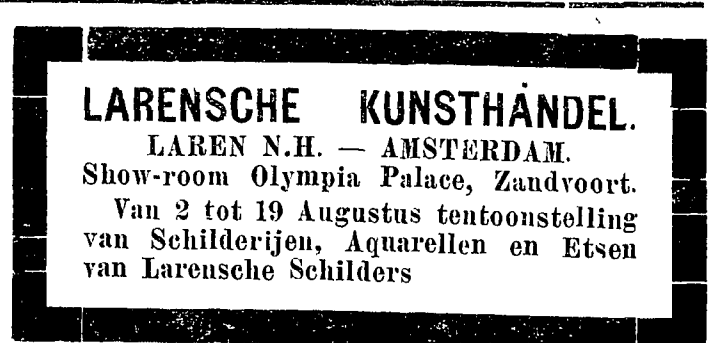 LARENSCHE KUNSTHANDEL.
LAREN N.H. — AMSTERDAM.
Show-room Olympia Palace, Zandvoort.
Van 2 tot 19 Augustus tentoonstelling
van Schilderijen, Aquarellen en Etsen
van Larensche Schilders